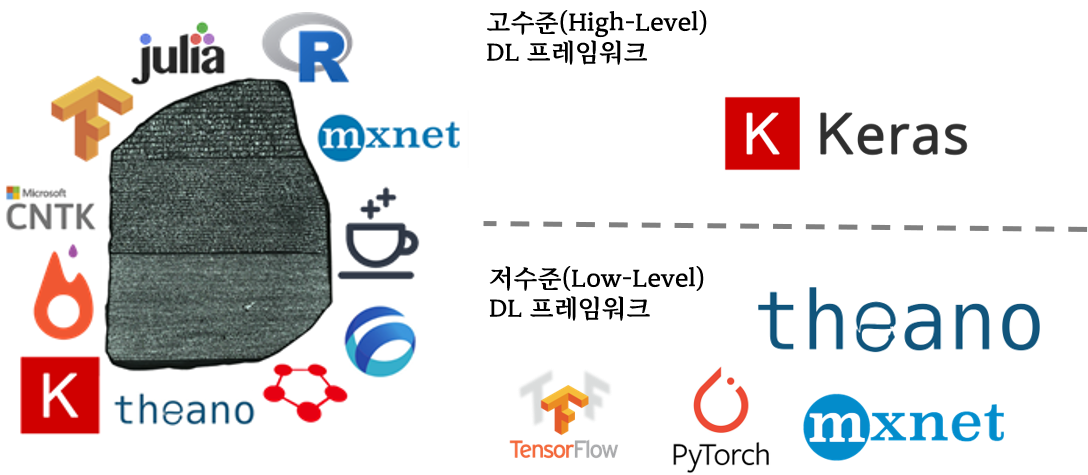 julia
R
mxnet
Microsoft
CNTK
K
theano
고수준(High-Level)
DL 프레임워크
K Keras
저수준(Low-Level)
DL 프레임워크
theano
TensorFlow
PyTorch
mxnet